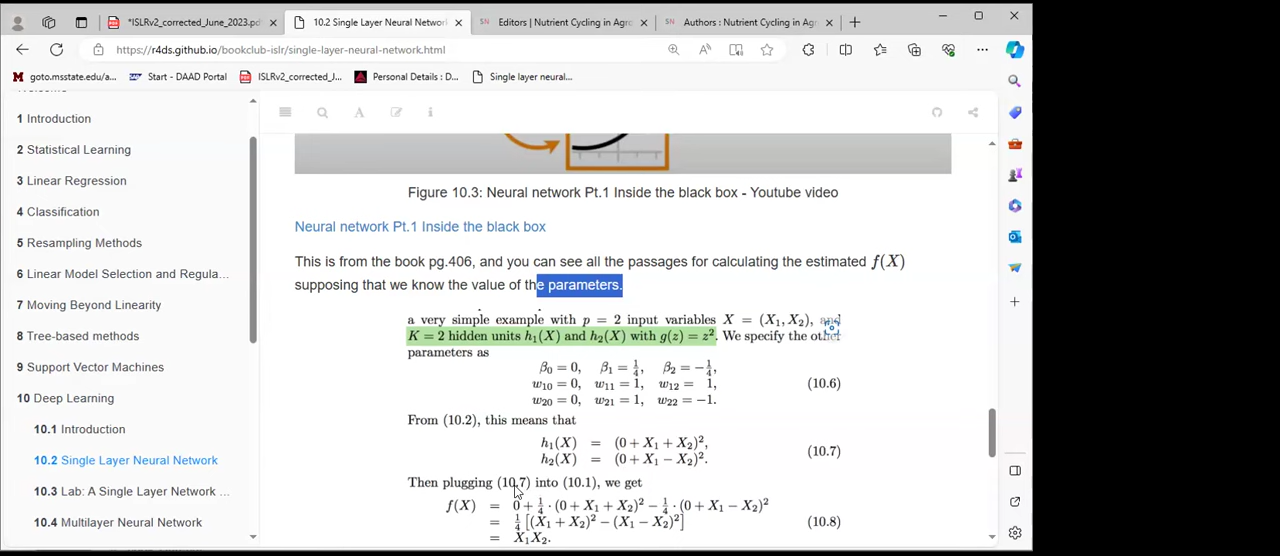 *ISLRv2_corrected_June_2023.pd
10.2 Single Layer Neural Networ
SN Editors | Nutrient Cycling in Agro
SN Authors : Nutrient Cycling in Agro
https://r4ds.github.io/bookclub-islr/single-layer-neural-network.html
goto.msstate.edu/a...
Start - DAAD Portal
ISLRv2_corrected_J...
Personal Details : D...
Single layer neural...
1 Introduction
2 Statistical Learning
3 Linear Regression
4 Classification
5 Resampling Methods
6 Linear Model Selection and Regula...
7 Moving Beyond Linearity
8 Tree-based methods
9 Support Vector Machines
10 Deep Learning
10.1 Introduction
10.2 Single Layer Neural Network
10.3 Lab: A Single Layer Network ...
10.4 Multilayer Neural Network
Figure 10.3: Neural network Pt.1 Inside the black box - Youtube video
Neural network Pt.1 Inside the black box
This is from the book pg.406, and you can see all the passages for calculating the estimated f(X)
supposing that we know the value of the parameters.
a very simple example with p = 2 input variables X = (X₁, X₂), and
K = 2 hidden units h₁(X) and h₂(X) with g(z) = z². We specify the other
parameters as
β₀ = 0, β₁ = 1/4, β₂ = −1/4,
w₁₀ = 0, w₁₁ = 1, w₁₂ = 1, (10.6)
w₂₀ = 0, w₂₁ = 1, w₂₂ = −1.
From (10.2), this means that
h₁(X) = (0 + X₁ + X₂)²,
h₂(X) = (0 + X₁ − X₂)². (10.7)
Then plugging (10.7) into (10.1), we get
f(X) = 0 + 1/4 · (0 + X₁ + X₂)² − 1/4 · (0 + X₁ − X₂)²
= 1/4 [(X₁ + X₂)² − (X₁ − X₂)²] (10.8)
= X₁X₂.